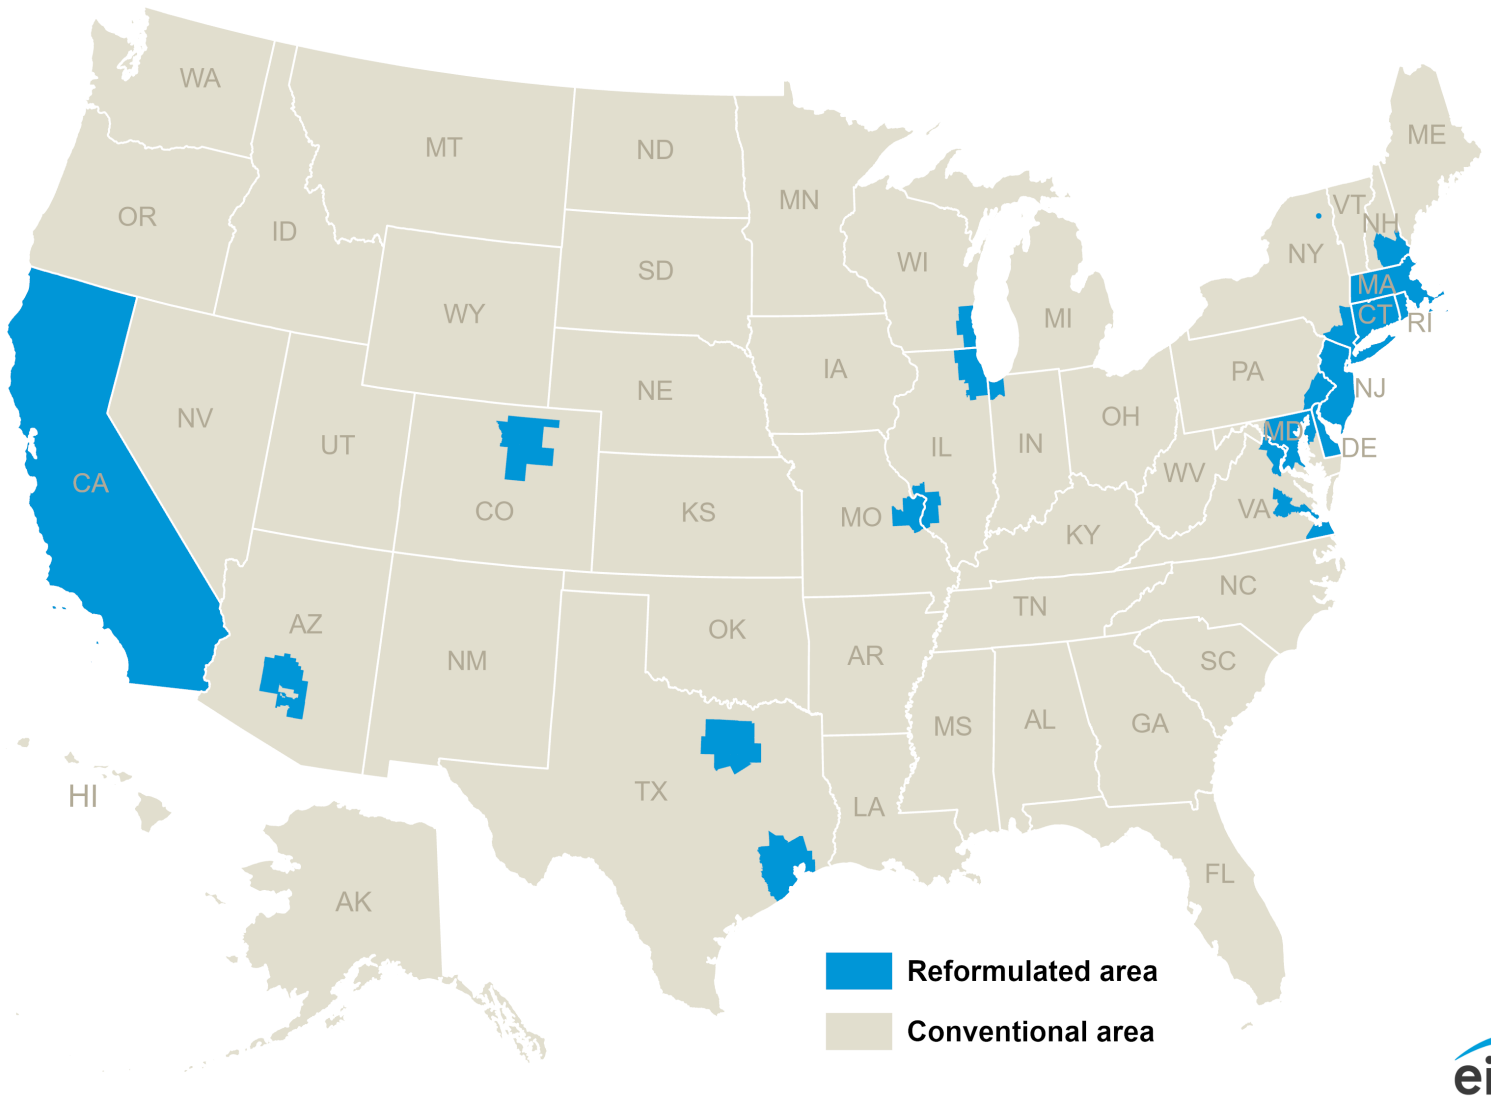 WA
MT
ND
MN
ME
OR
ID
SD
WI
MI
VT
NH
NY
MA
CT
RI
WY
IA
NE
PA
NJ
NV
UT
CO
KS
MO
IL
IN
OH
WV
MD
DE
VA
KY
CA
AZ
NM
OK
AR
TN
NC
SC
MS
AL
GA
TX
LA
FL
HI
AK
Reformulated area
Conventional area
ei